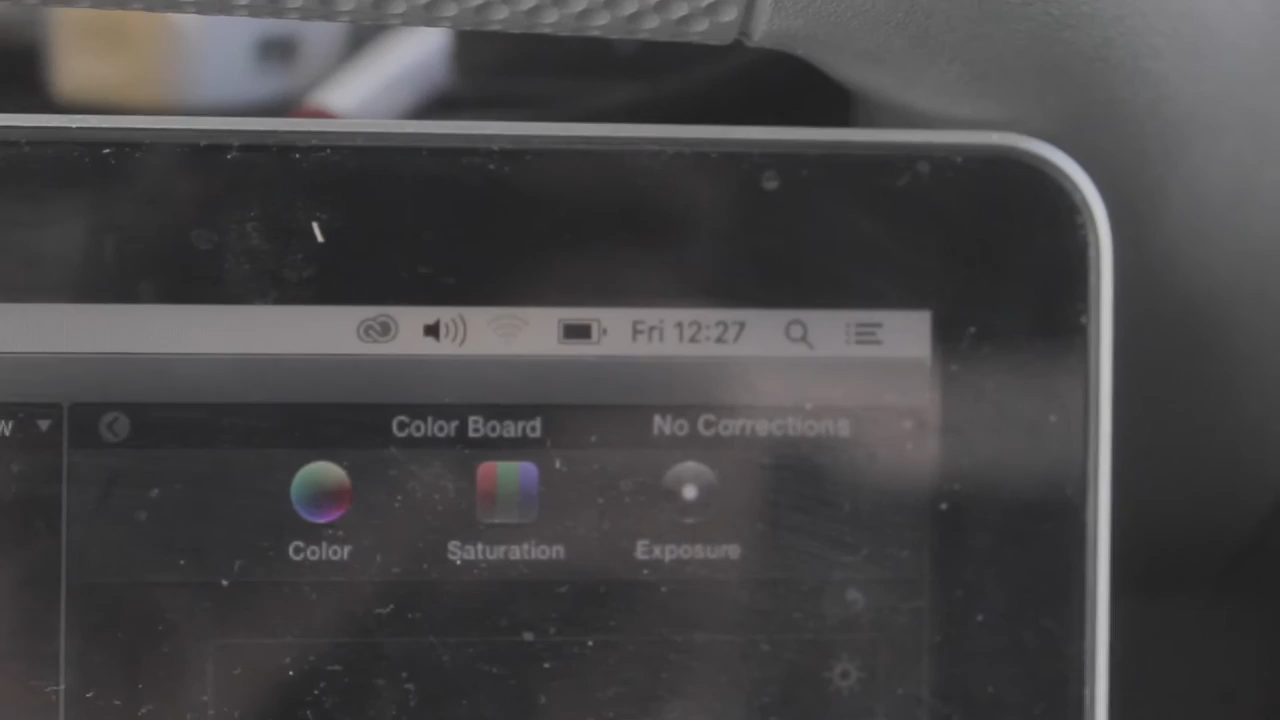 Fri 12:27
w
Color Board
No Corrections
Color
Saturation
Exposure